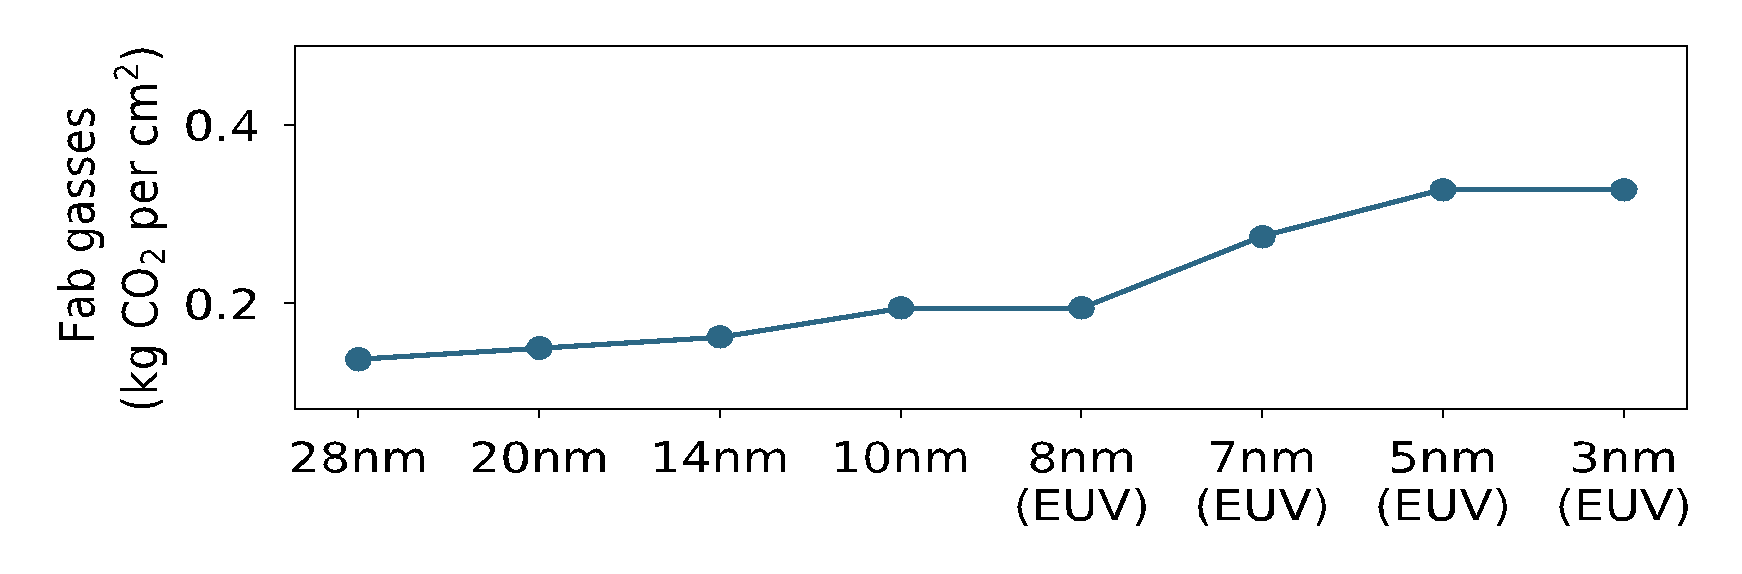 Fab gasses
(kg CO₂ per cm²)
0.4
0.2
28nm 20nm 14nm 10nm 8nm 7nm 5nm 3nm
(EUV) (EUV) (EUV) (EUV)